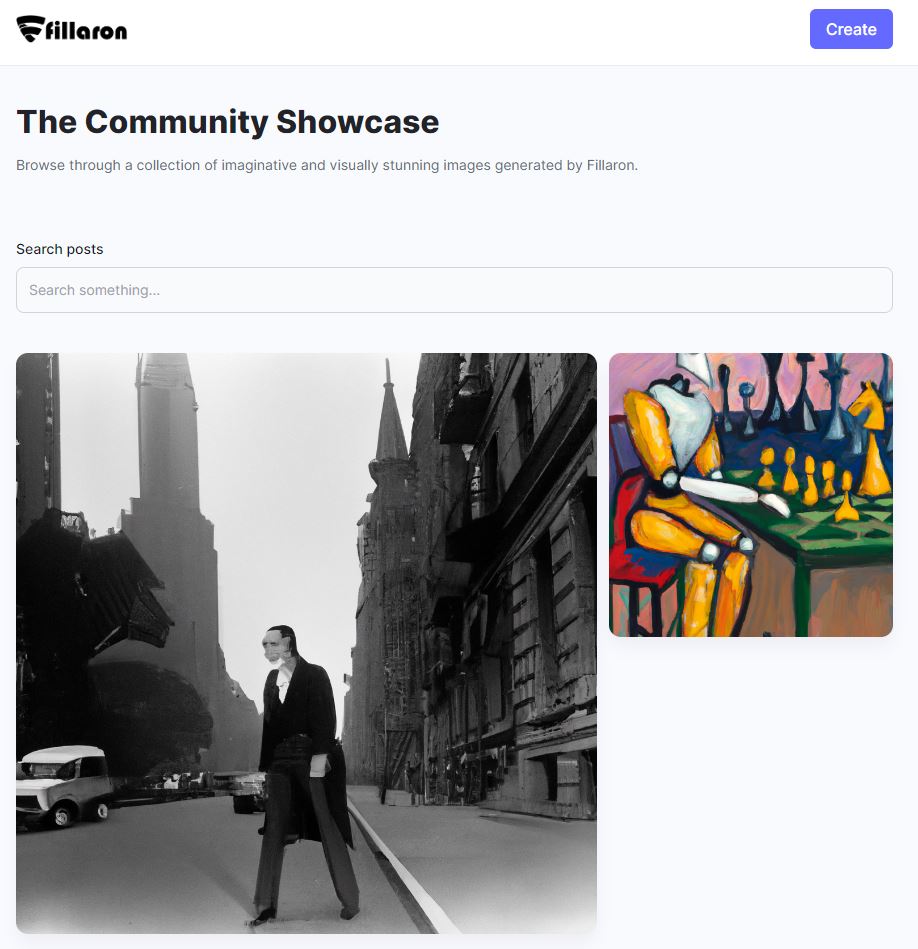 fillaron
Create
The Community Showcase
Browse through a collection of imaginative and visually stunning images generated by Fillaron.
Search posts
Search something...